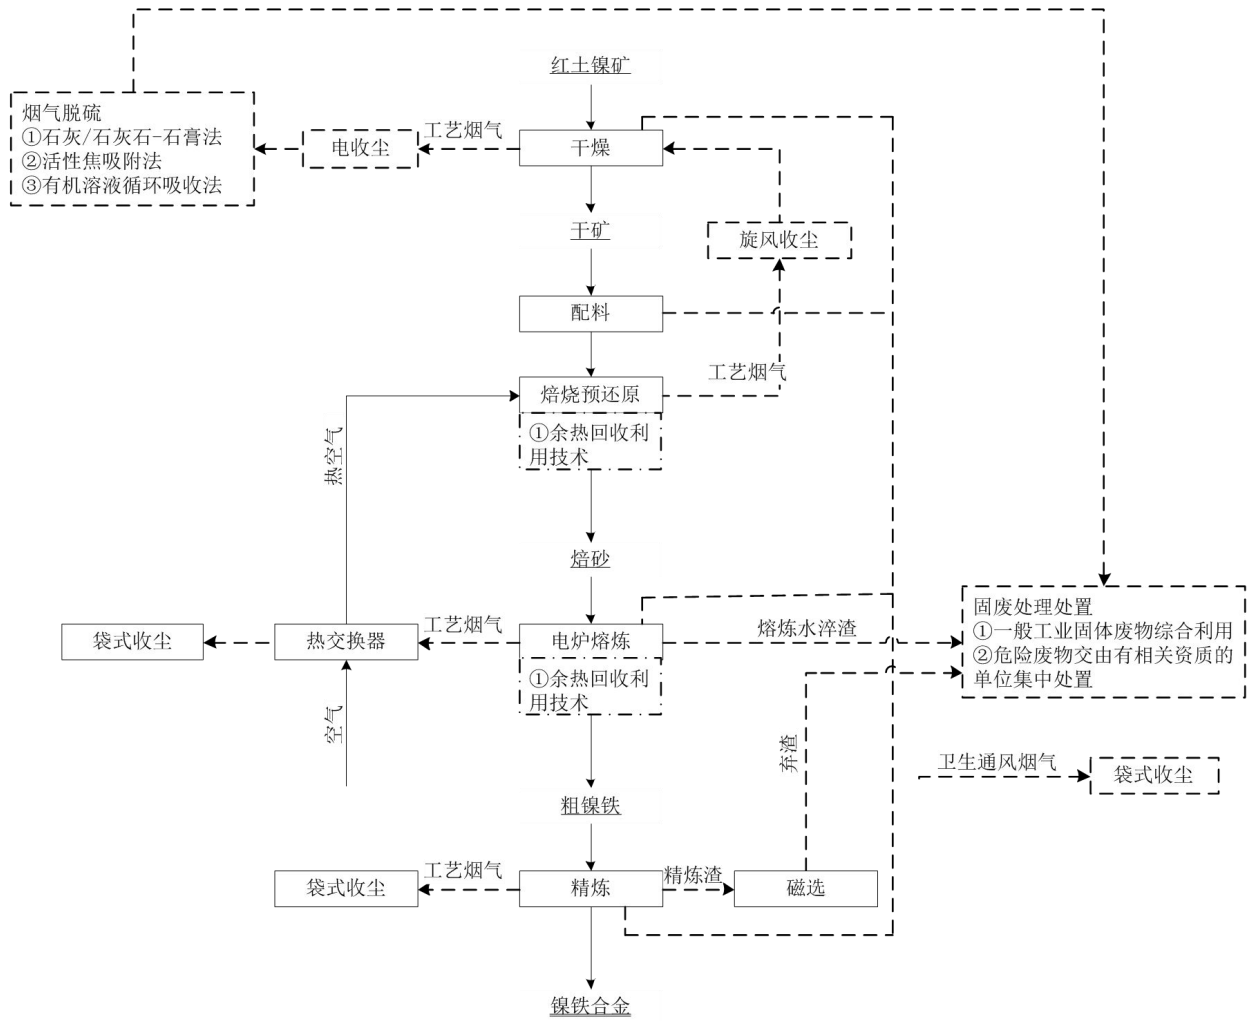 红土镍矿
烟气脱硫
①石灰/石灰石-石膏法
②活性焦吸附法
③有机溶液循环吸收法
电收尘
工艺烟气
干燥
干矿
旋风收尘
配料
工艺烟气
焙烧预还原
①余热回收利
用技术
热空气
焙砂
袋式收尘
热交换器
工艺烟气
电炉熔炼
①余热回收利
用技术
熔炼水淬渣
固废处理处置
①一般工业固体废物综合利用
②危险废物交由有相关资质的
单位集中处置
空气
弃渣
卫生通风烟气
袋式收尘
粗镍铁
袋式收尘
工艺烟气
精炼
精炼渣
磁选
镍铁合金